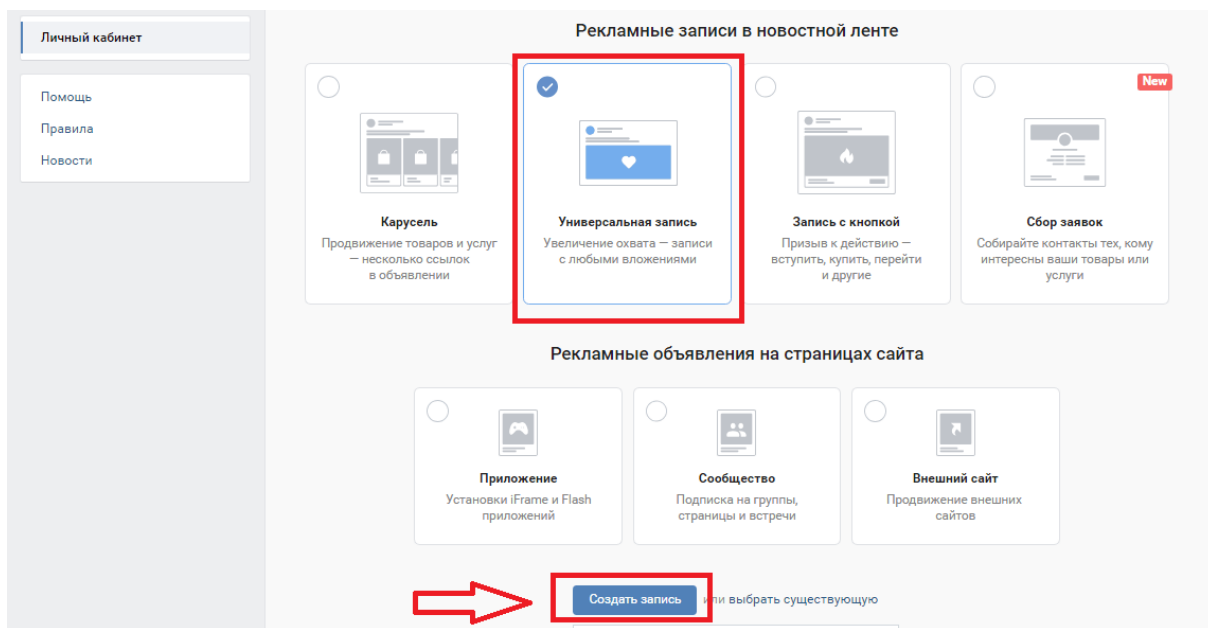 Личный кабинет
Помощь
Правила
Новости
Рекламные записи в новостной ленте
Карусель
Продвижение товаров и услуг
— несколько ссылок
в объявлении
Универсальная запись
Увеличение охвата — записи
с любыми вложениями
Запись с кнопкой
Призыв к действию —
вступить, купить, перейти
и другие
New
Сбор заявок
Собирайте контакты тех, кому
интересны ваши товары или
услуги
Рекламные объявления на страницах сайта
Приложение
Установки iFrame и Flash
приложений
Сообщество
Подписка на группы,
страницы и встречи
Внешний сайт
Продвижение внешних
сайтов
Создать запись или выбрать существующую